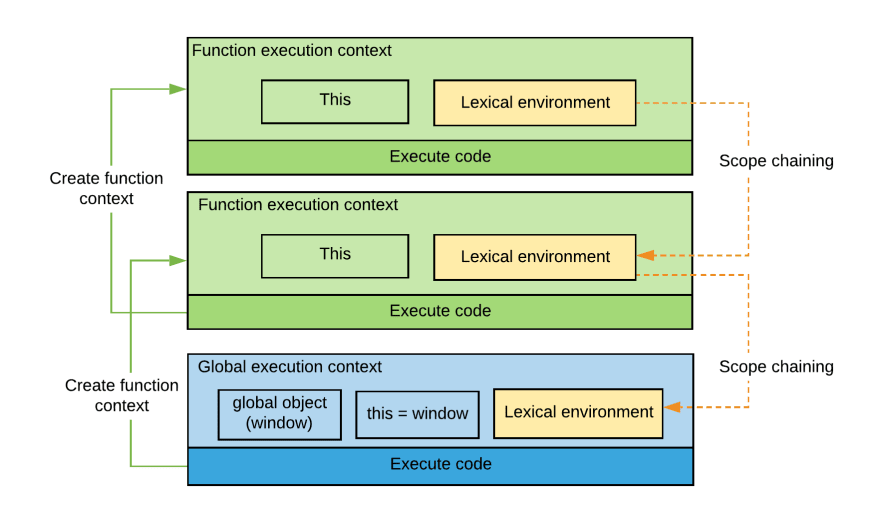 Function execution context
This
Lexical environment
Execute code
Scope chaining
Create function
context
Function execution context
This
Lexical environment
Execute code
Global execution context
Scope chaining
Create function
context
global object
(window)
this = window
Lexical environment
Execute code